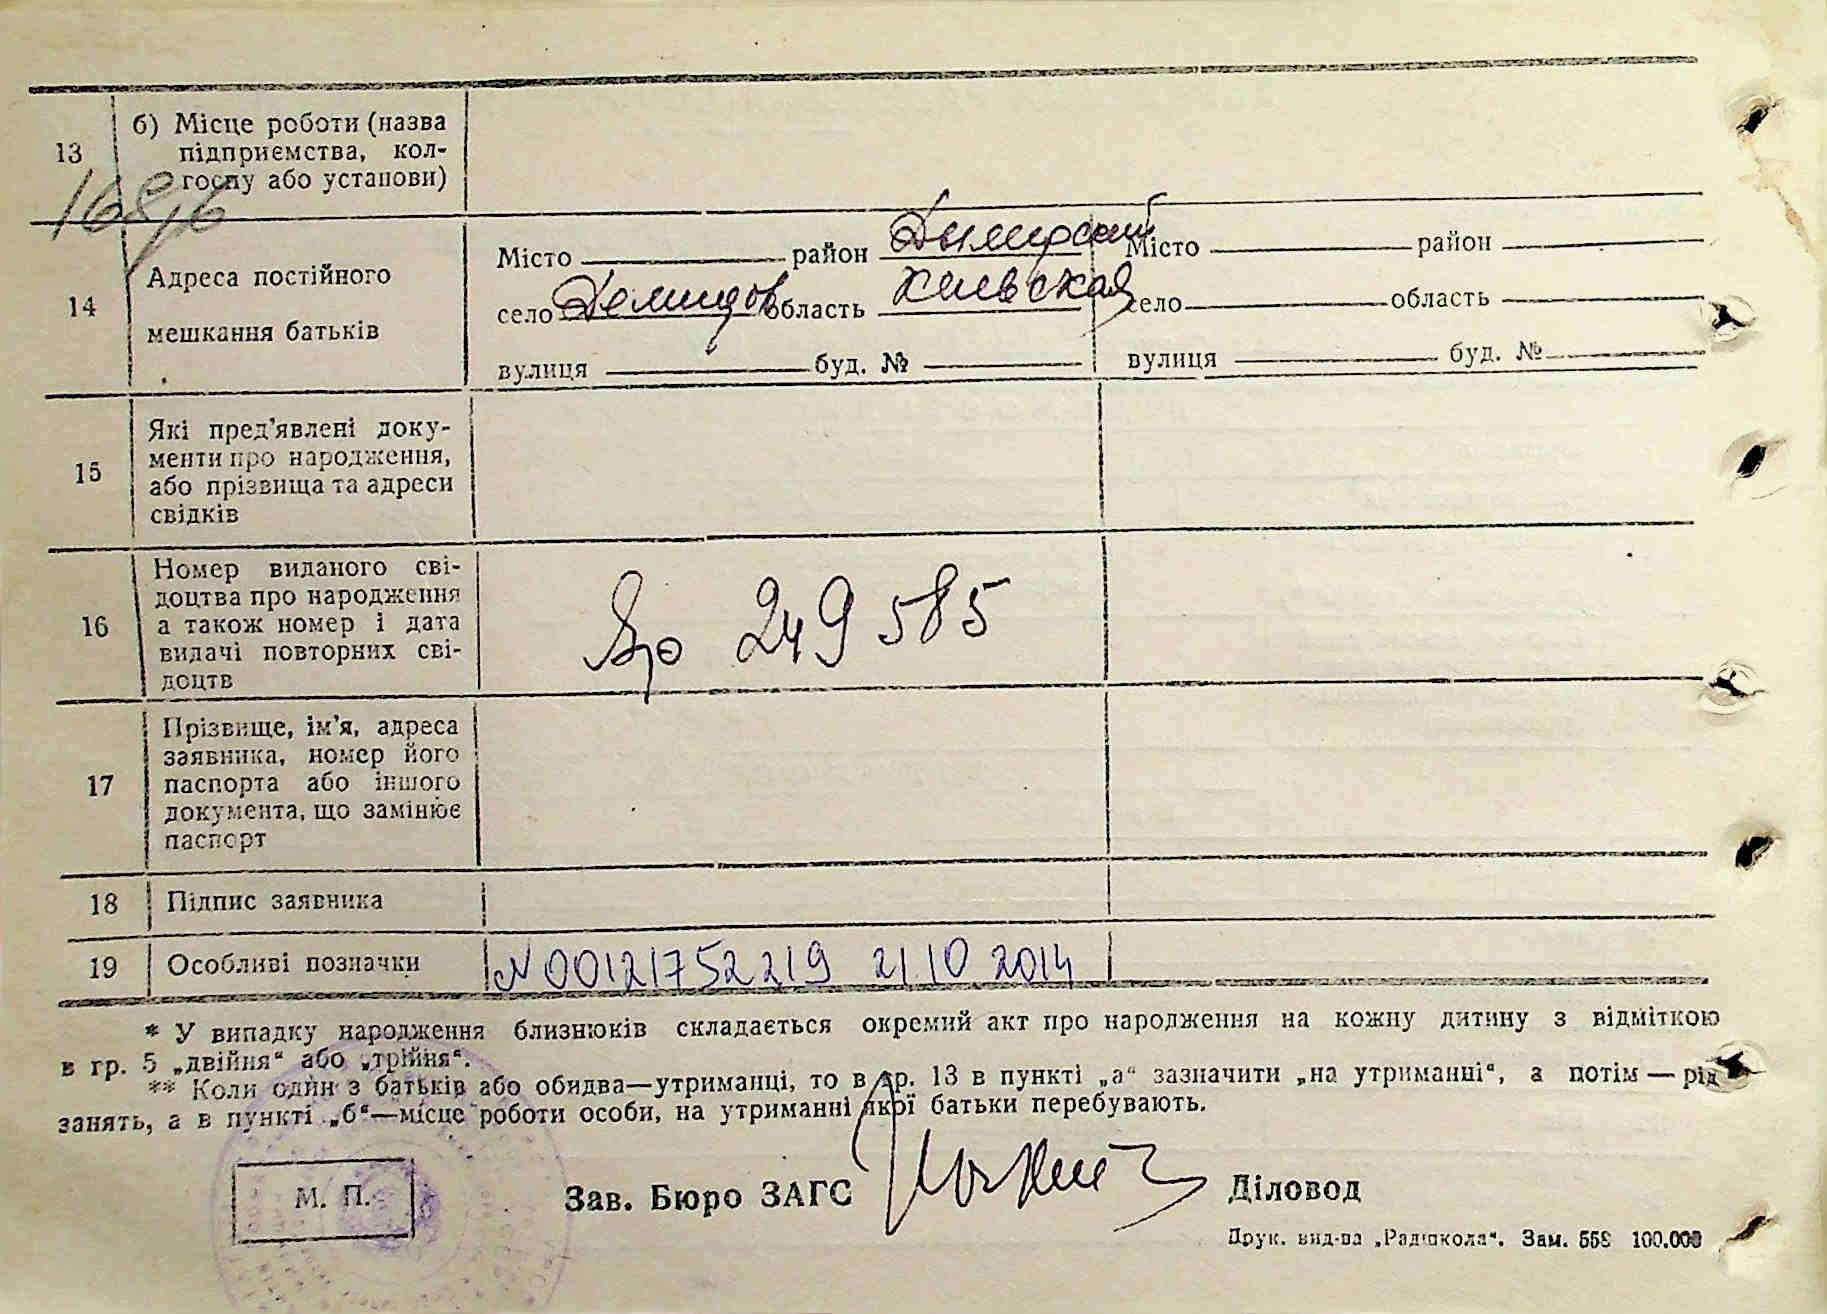 13
б) Місце роботи (назва
підприємства, кол-
госпу або установи)
14
Адреса постійного
мешкання батьків
Місто район Дымерский Місто район
село Демидов область Киевская село область
вулиця буд. № вулиця буд. №
15
Які пред'явлені доку-
менти про народження,
або прізвища та адреси
свідків
16
Номер виданого сві-
доцтва про народження
а також номер і дата
видачі повторних сві-
доцтв
249585
17
Прізвище, ім'я, адреса
заявника, номер його
паспорта або іншого
документа, що замінює
паспорт
18 Підпис заявника
19 Особливі позначки N 00121752219 21.10 2014
* У випадку народження близнюків складається окремий акт про народження на кожну дитину з відміткою
в гр. 5 „двійня“ або „трійня“.
** Коли один з батьків або обидва—утриманці, то в гр. 13 в пункті „а“ зазначити „на утриманні“, а потім — рід
занять, а в пункті „б“—місце роботи особи, на утриманні якої батьки перебувають.
М. П.
Зав. Бюро ЗАГС
Діловод
Друк. вид-ва „Радшкола“. Зам. 559 100.000